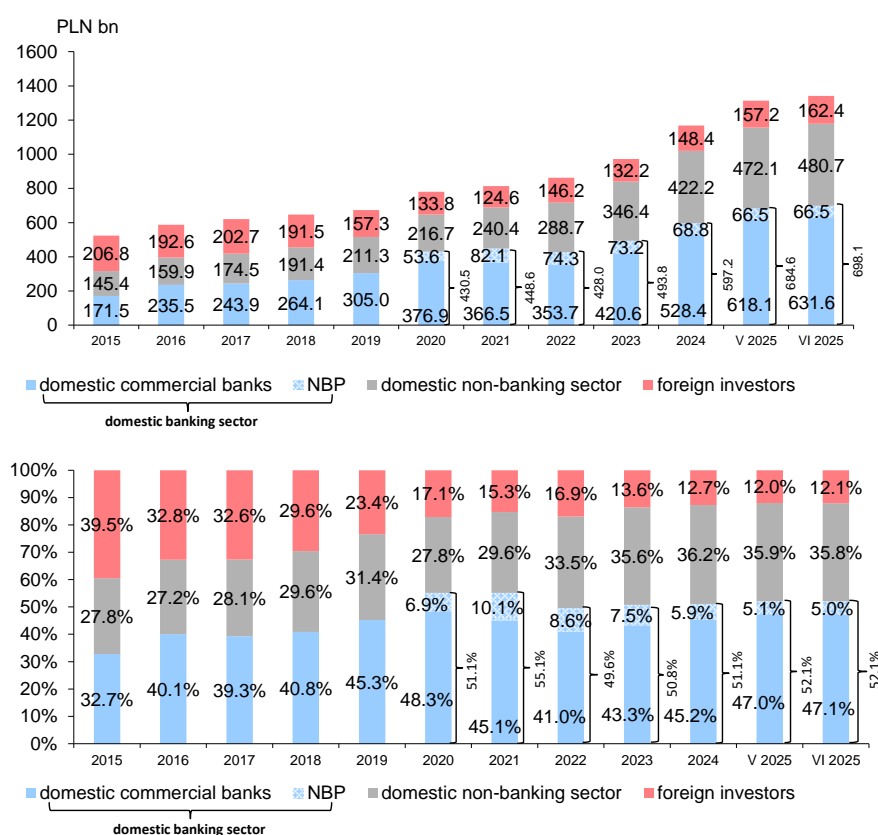 PLN bn
1600
1400
1200
1000
800
600
400
200
0
206.8 192.6 202.7 191.5 157.3 133.8 124.6 146.2 132.2 148.4 157.2 162.4
145.4 159.9 174.5 191.4 211.3 216.7 240.4 288.7 346.4 422.2 472.1 480.7
53.6 82.1 74.3 73.2 68.8 66.5 66.5
171.5 235.5 243.9 264.1 305.0 376.9 366.5 353.7 420.6 528.4 618.1 631.6
430.5 448.6 428.0 493.8 597.2 684.6 698.1
2015 2016 2017 2018 2019 2020 2021 2022 2023 2024 V 2025 VI 2025
domestic commercial banks NBP domestic non-banking sector foreign investors
domestic banking sector
100%
90%
80%
70%
60%
50%
40%
30%
20%
10%
0%
39.5% 32.8% 32.6% 29.6% 23.4% 17.1% 15.3% 16.9% 13.6% 12.7% 12.0% 12.1%
27.8% 27.2% 28.1% 29.6% 31.4% 27.8% 29.6% 33.5% 35.6% 36.2% 35.9% 35.8%
6.9% 10.1% 8.6% 7.5% 5.9% 5.1% 5.0%
32.7% 40.1% 39.3% 40.8% 45.3% 48.3% 45.1% 41.0% 43.3% 45.2% 47.0% 47.1%
51.1% 55.1% 49.6% 50.8% 51.1% 52.1% 52.1%
2015 2016 2017 2018 2019 2020 2021 2022 2023 2024 V 2025 VI 2025
domestic commercial banks NBP domestic non-banking sector foreign investors
domestic banking sector